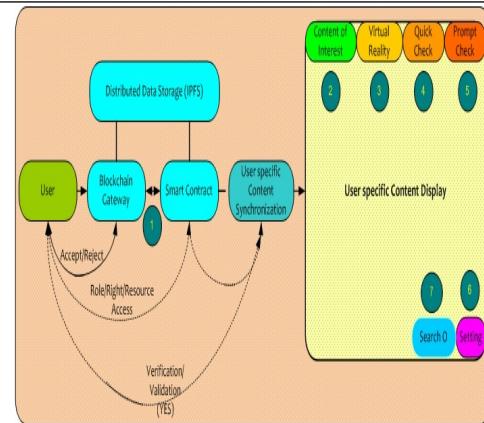 Content of
Interest
Virtual
Reality
Quick
Check
Prompt
Check
2
3
4
5
Distributed Data Storage (IPFS)
User
Blockchain
Gateway
Smart Contract
User specific
Content
Synchronization
User specific Content Display
1
Accept/Reject
Role/Right/Resource
Access
Verification/
Validation
(YES)
7
6
Search O
Setting